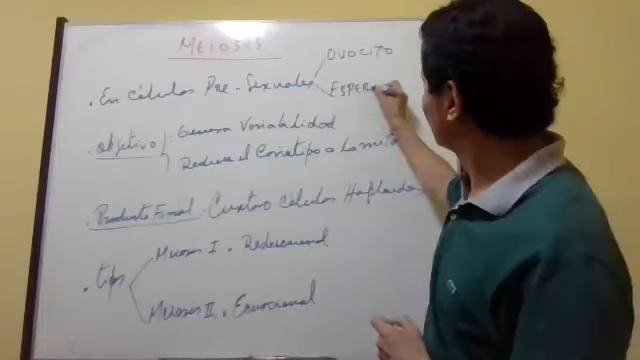 MEIOSIS
OVOCITO
. En células Pre-Sexuales
ESPER
. Objetivo
Genera Variabilidad
Reduce el Cariotipo a La mita
. Producto Final . Cuatro células Haploides
. tipos
Meiosis I . Reduccional
Meiosis II . Ecuacional